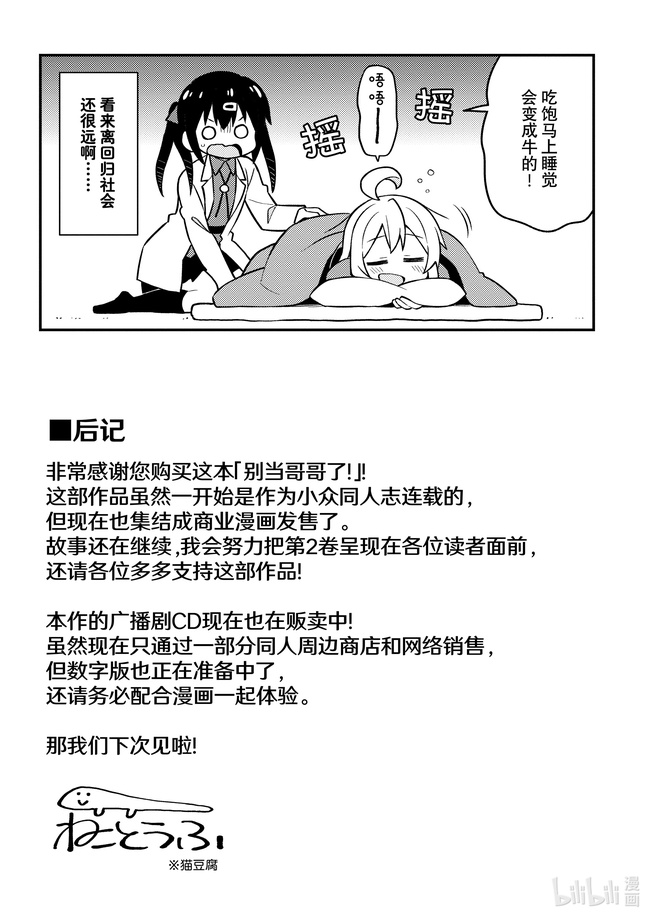 吃饱马上睡觉
会变成牛的！
摇
唔
唔
摇
看来离回归社会
还很远啊……
■后记
非常感谢您购买这本「别当哥哥了!」!
这部作品虽然一开始是作为小众同人志连载的，
但现在也集结成商业漫画发售了。
故事还在继续,我会努力把第2卷呈现在各位读者面前，
还请各位多多支持这部作品!
本作的广播剧CD现在也在贩卖中!
虽然现在只通过一部分同人周边商店和网络销售，
但数字版也正在准备中了，
还请务必配合漫画一起体验。
那我们下次见啦!
ねことうふ
※猫豆腐
bilibili 漫画